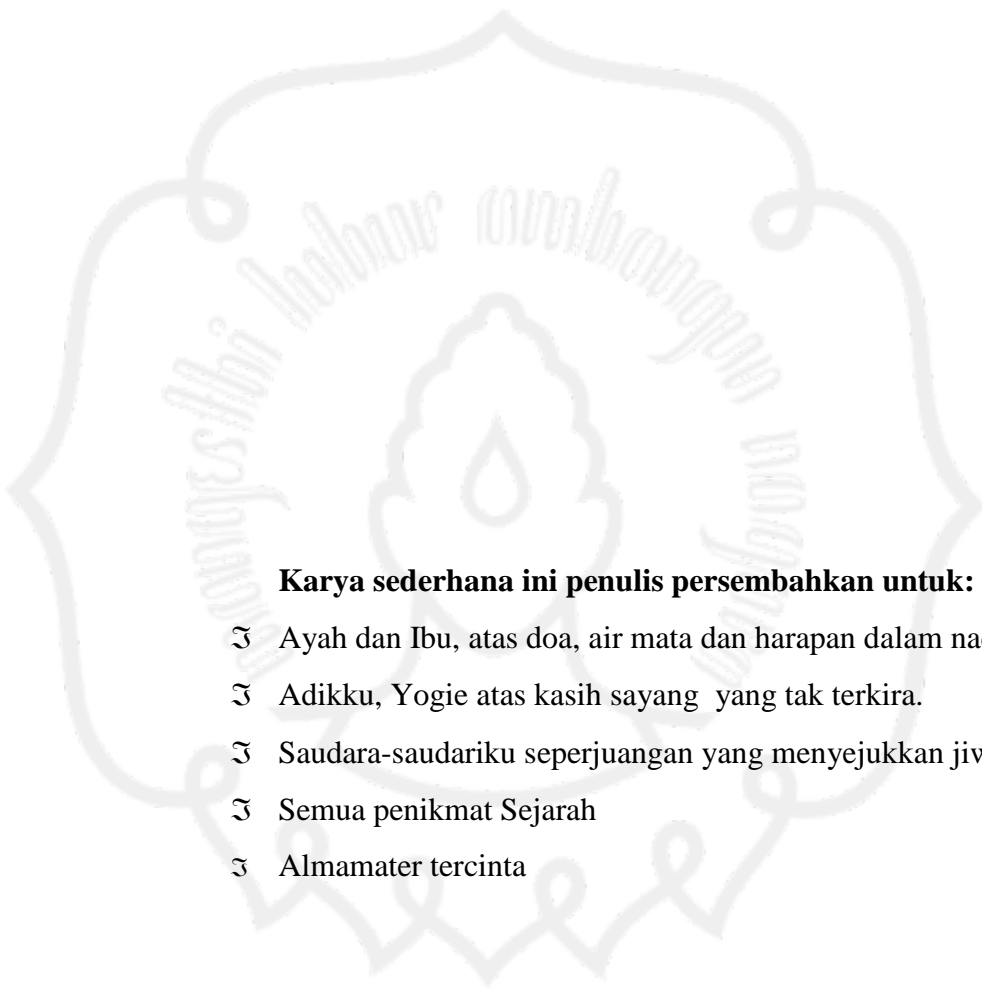 Karya sederhana ini penulis persembahkan untuk:
ℑ Ayah dan Ibu, atas doa, air mata dan harapan dalam
ℑ Adikku, Yogie atas kasih sayang yang tak terkira.
ℑ Saudara-saudariku seperjuangan yang menyejukkan
ℑ Semua penikmat Sejarah
ℑ Almamater tercinta